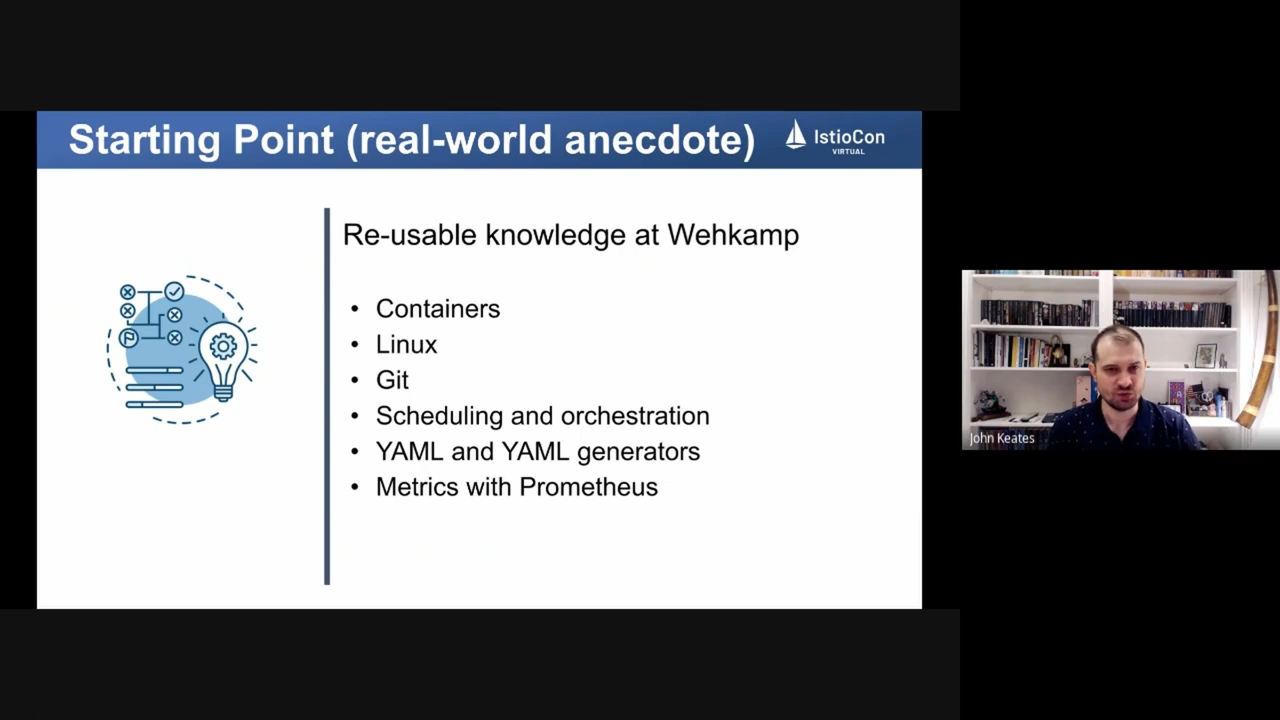 Starting Point (real-world anecdote)
IstioCon
VIRTUAL
Re-usable knowledge at Wehkamp
• Containers
• Linux
• Git
• Scheduling and orchestration
• YAML and YAML generators
• Metrics with Prometheus
John Keates